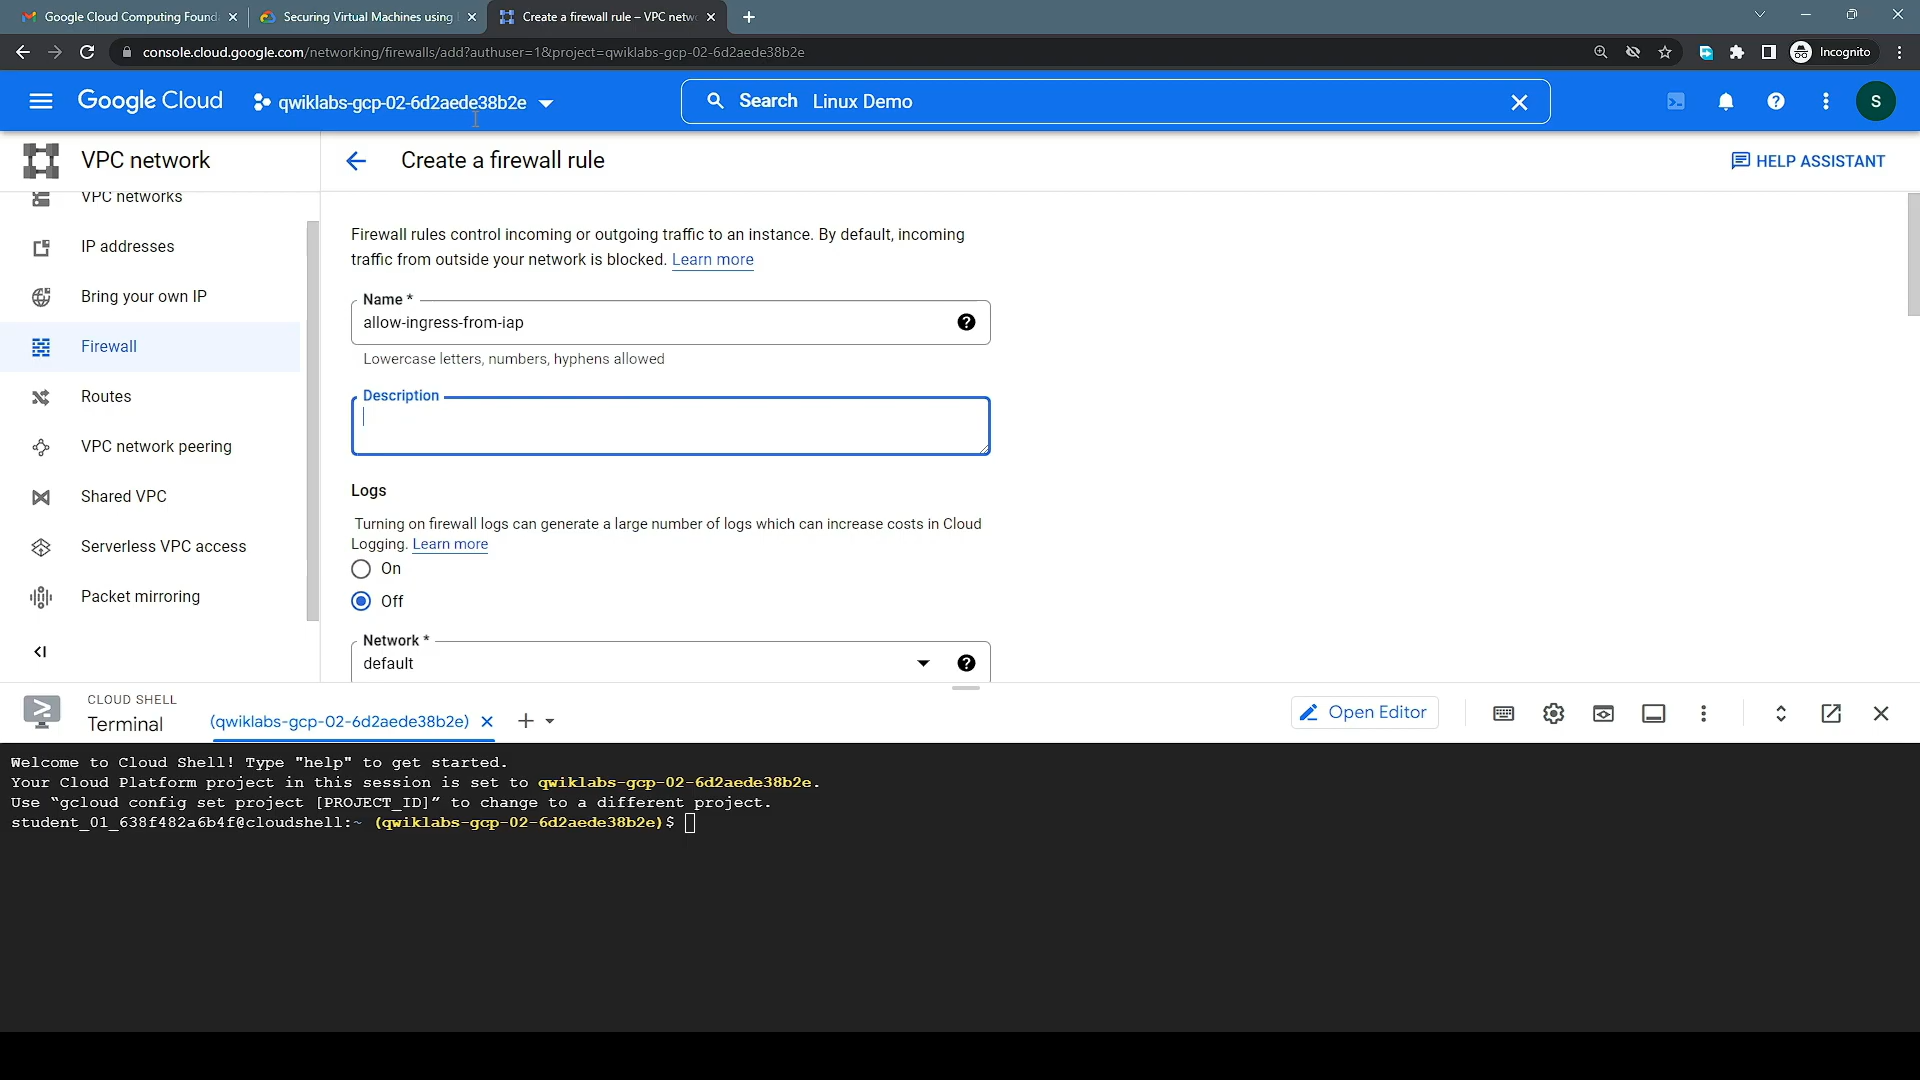 Google Cloud Computing Found
Securing Virtual Machines using
Create a firewall rule – VPC netw
console.cloud.google.com/networking/firewalls/add?authuser=1&project=qwiklabs-gcp-02-6d2aede38b2e
Incognito
Google Cloud
qwiklabs-gcp-02-6d2aede38b2e
Search Linux Demo
S
VPC network
Create a firewall rule
HELP ASSISTANT
VPC networks
IP addresses
Bring your own IP
Firewall
Routes
VPC network peering
Shared VPC
Serverless VPC access
Packet mirroring
Firewall rules control incoming or outgoing traffic to an instance. By default, incoming
traffic from outside your network is blocked. Learn more
Name *
allow-ingress-from-iap
Lowercase letters, numbers, hyphens allowed
Description
Logs
Turning on firewall logs can generate a large number of logs which can increase costs in Cloud
Logging. Learn more
On
Off
Network *
default
CLOUD SHELL
Terminal
(qwiklabs-gcp-02-6d2aede38b2e)
Open Editor
Welcome to Cloud Shell! Type "help" to get started.
Your Cloud Platform project in this session is set to qwiklabs-gcp-02-6d2aede38b2e.
Use “gcloud config set project [PROJECT_ID]” to change to a different project.
student_01_638f482a6b4f@cloudshell:~ (qwiklabs-gcp-02-6d2aede38b2e)$